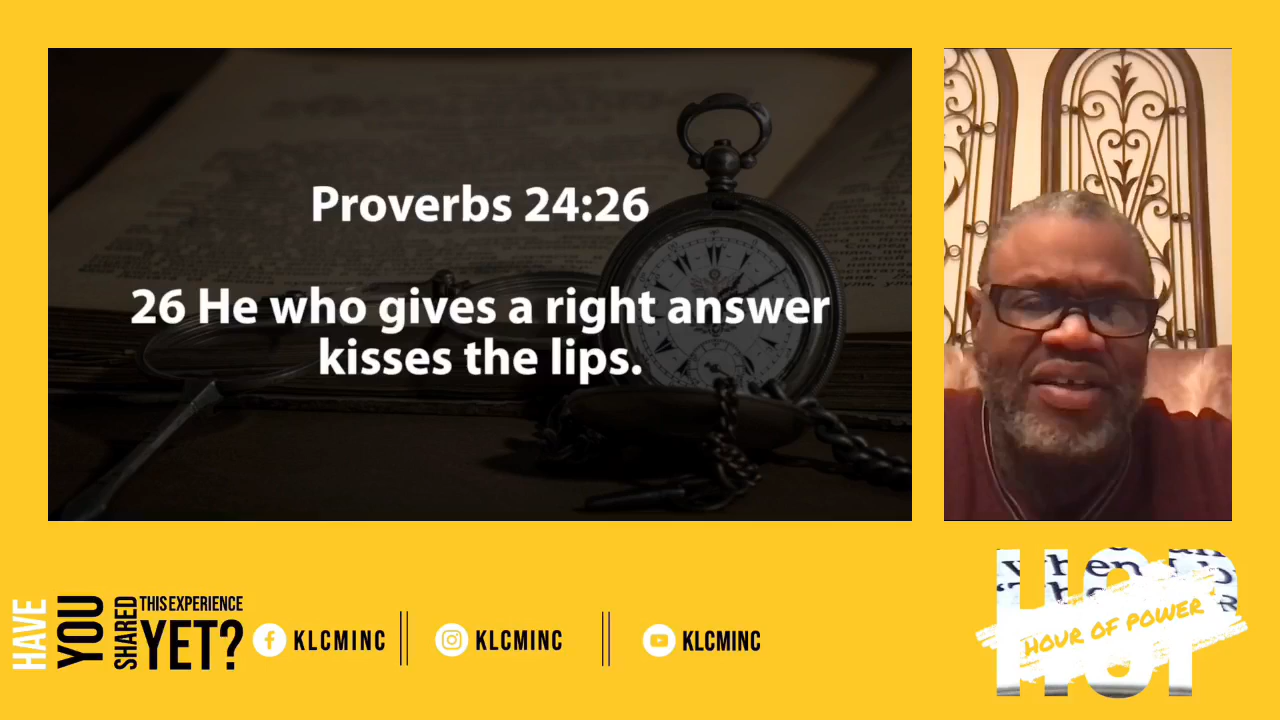 Proverbs 24:26
26 He who gives a right answer
kisses the lips.
HAVE
YOU
SHARED
THIS EXPERIENCE
YET?
KLCMINC
KLCMINC
KLCMINC
HOP
HOUR OF POWER